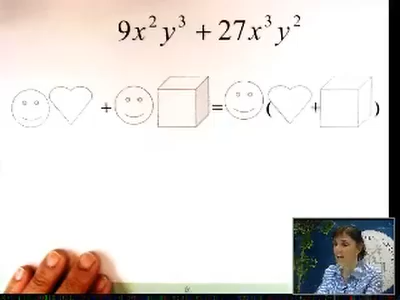 9x²y³ + 27x³y²
+ = ( + )